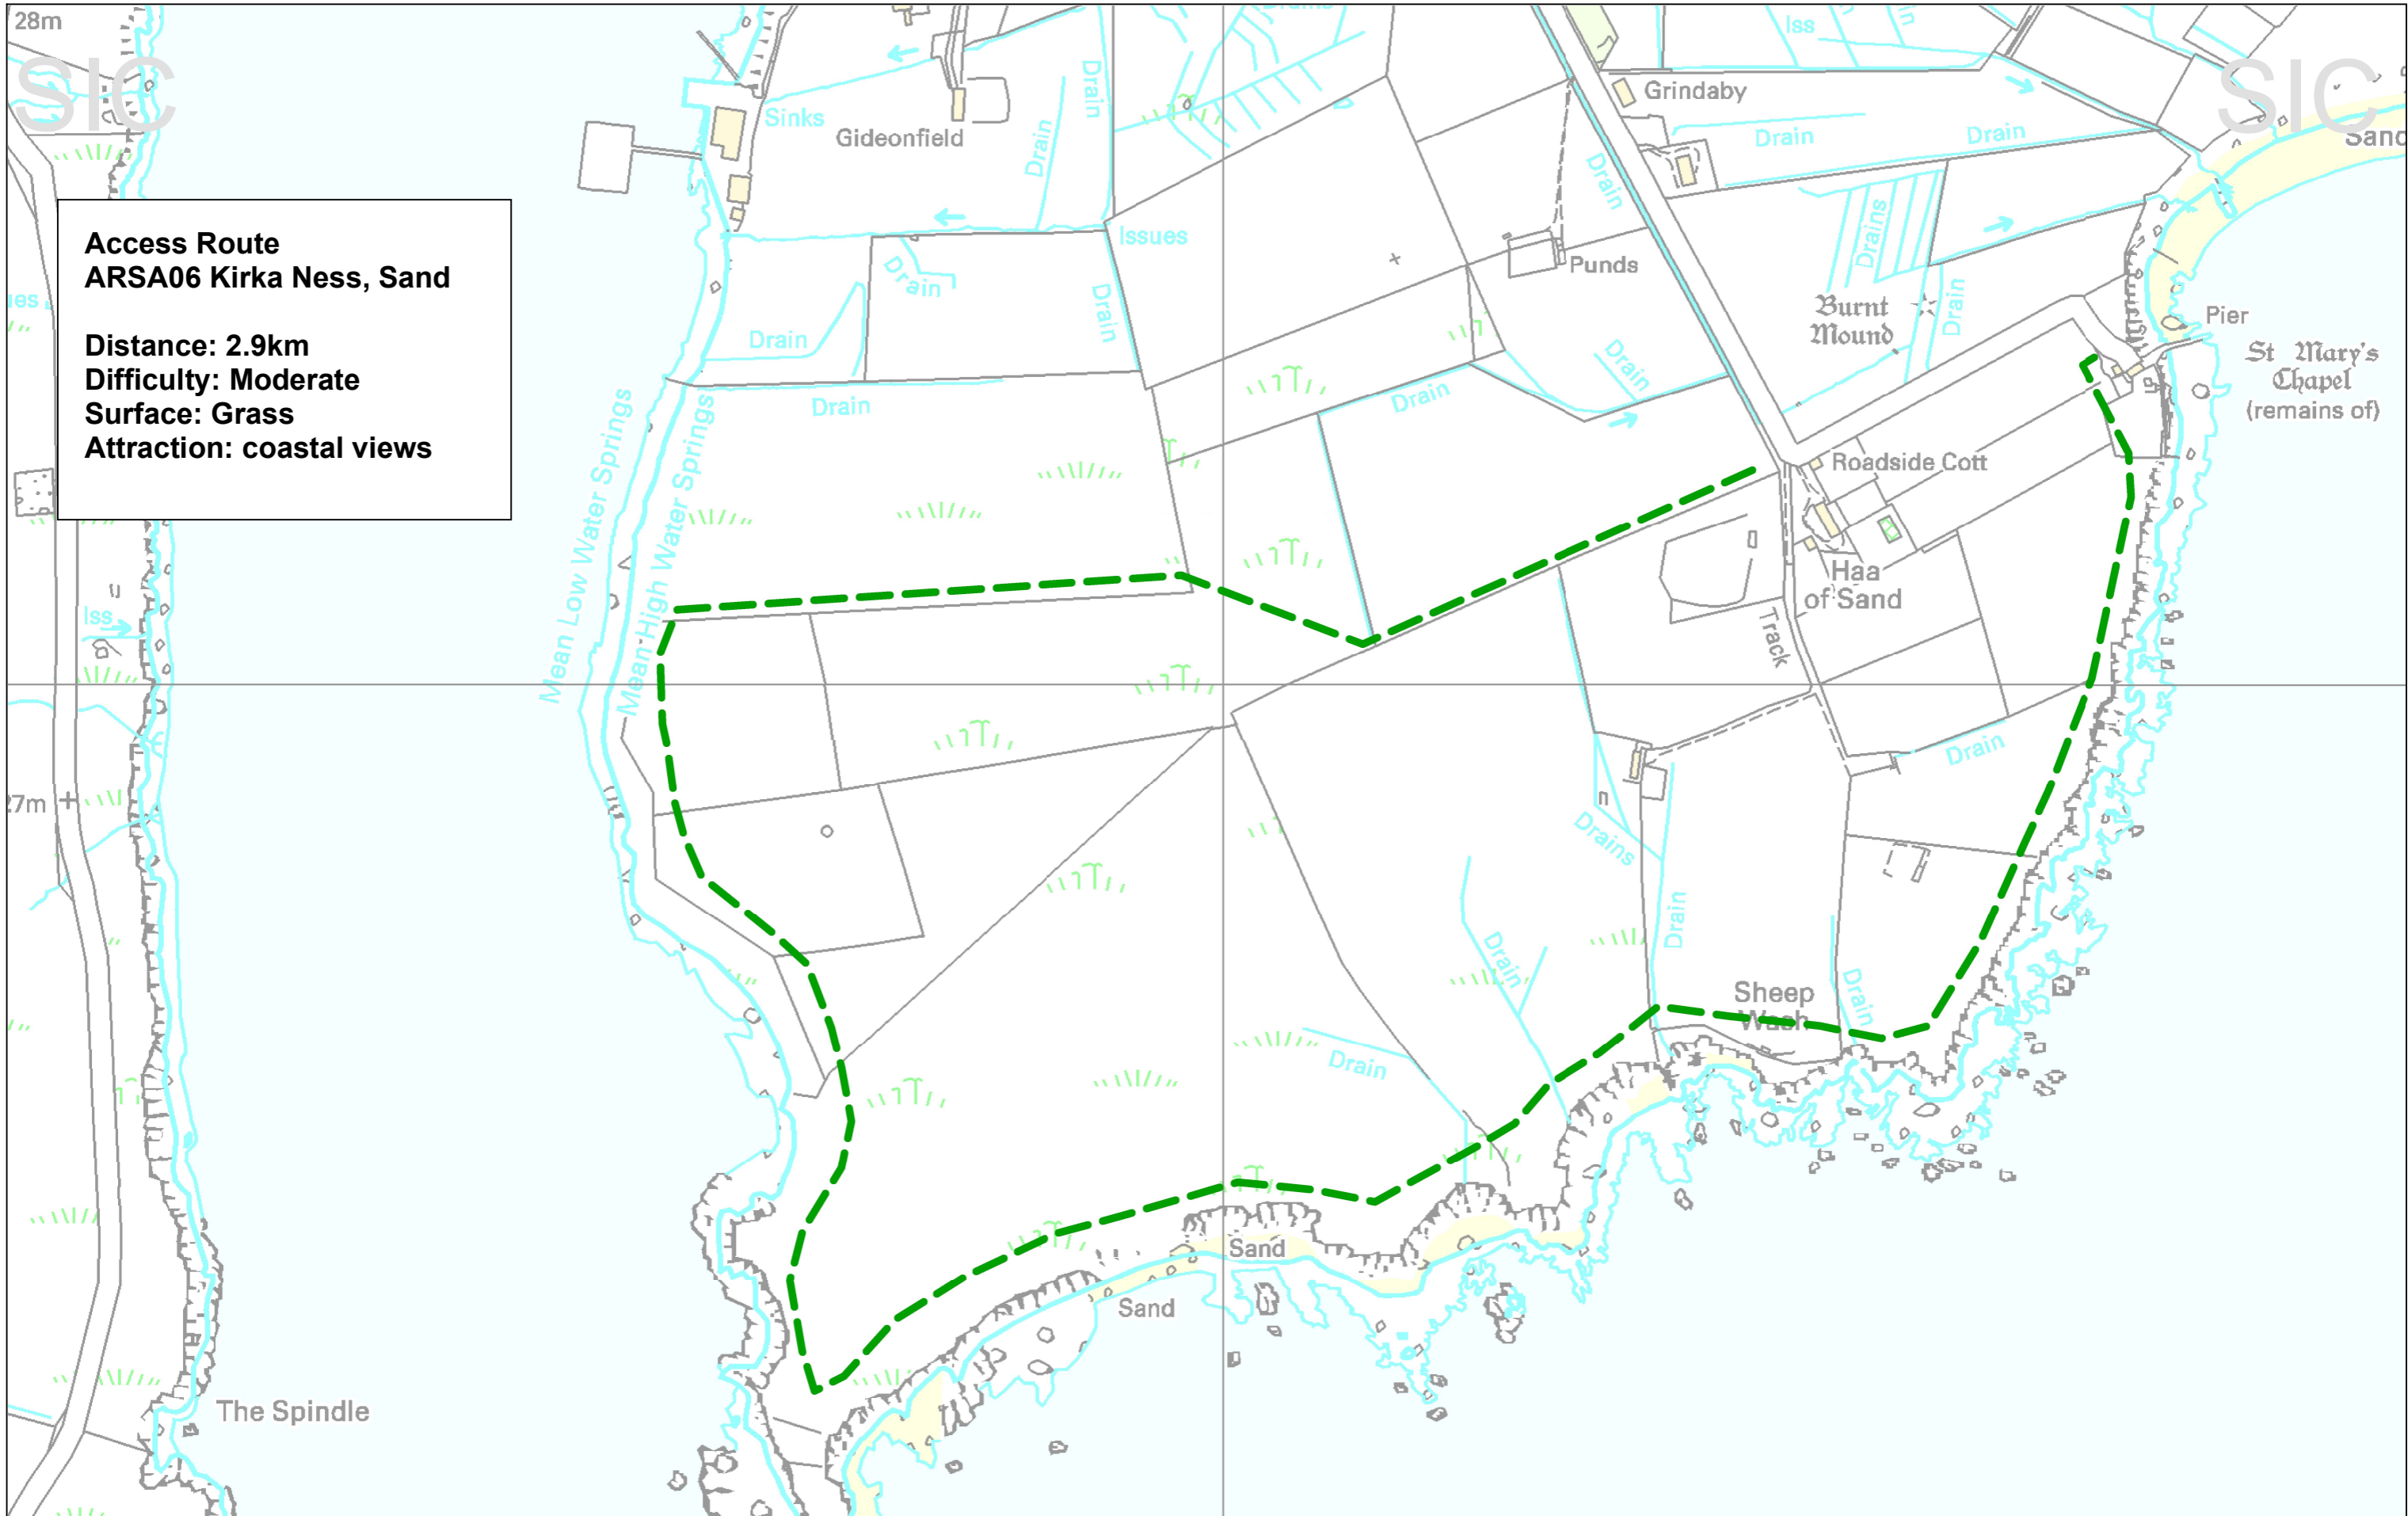 28m
SIC
SIC
Access Route
ARSA06 Kirka Ness, Sand
Distance: 2.9km
Difficulty: Moderate
Surface: Grass
Attraction: coastal views
Sinks
Gideonfield
Drain
Drain
Iss
Grindaby
Drain
Drain
Sand
Drain
Issues
Drain
Drain
Drain
Drain
Punds
Drains
Drain
Burnt
Mound
Pier
St Mary's
Chapel
(remains of)
Drain
Drain
Mean Low Water Springs
Mean High Water Springs
Roadside Cott
Haa
of Sand
Track
Iss
27m
Drain
Drains
Drain
Drain
Drain
Sheep
Wash
Drain
Sand
Sand
The Spindle